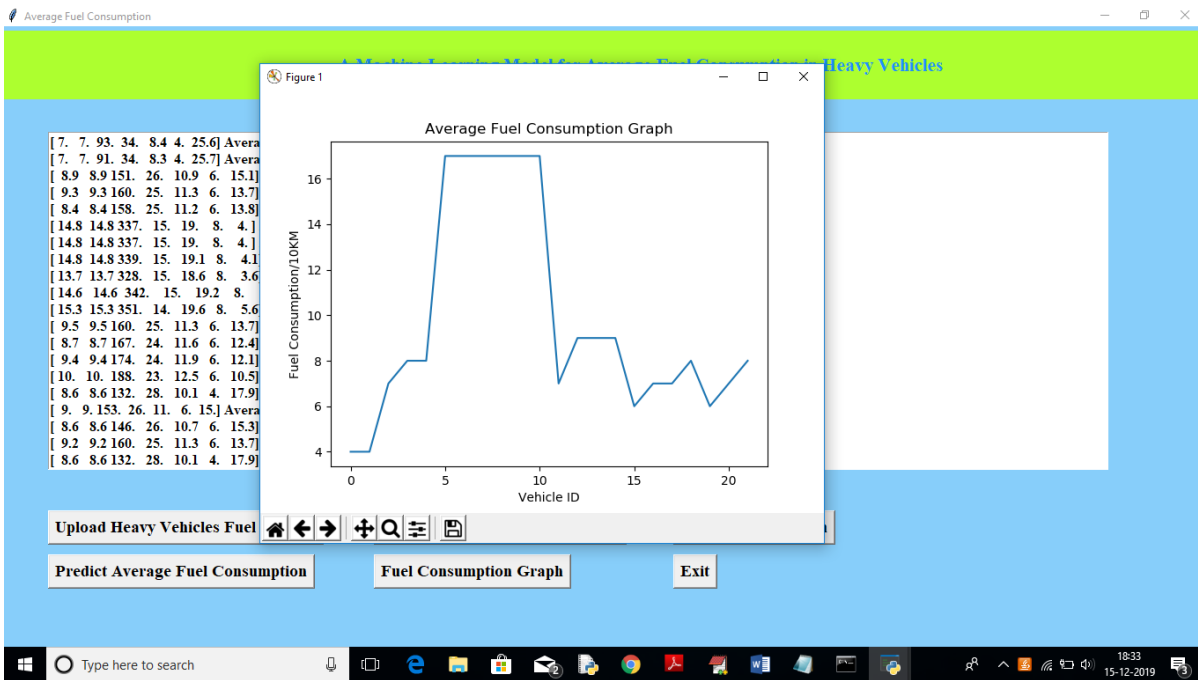 Average Fuel Consumption
Heavy Vehicles
Figure 1
[ 7.   7.  93.  34.   8.4  4.  25.6] Avera
[ 7.   7.  91.  34.   8.3  4.  25.7] Avera
[ 8.9   8.9 151.   26.   10.9   6.   15.1]
[ 9.3   9.3 160.   25.   11.3   6.   13.7]
[ 8.4   8.4 158.   25.   11.2   6.   13.8]
[ 14.8  14.8 337.   15.   19.    8.    4. ]
[ 14.8  14.8 337.   15.   19.    8.    4. ]
[ 14.8  14.8 339.   15.   19.1  8.    4.1
[ 13.7  13.7 328.   15.   18.6  8.    3.6
[ 14.6   14.6  342.    15.    19.2    8.
[ 15.3  15.3 351.   14.   19.6  8.    5.6
[ 9.5   9.5 160.   25.   11.3   6.   13.7]
[ 8.7   8.7 167.   24.   11.6   6.   12.4]
[ 9.4   9.4 174.   24.   11.9   6.   12.1]
[ 10.   10.  188.   23.   12.5   6.   10.5]
[ 8.6   8.6 132.   28.   10.1   4.   17.9]
[ 9.   9. 153.  26.  11.   6.  15.] Avera
[ 8.6   8.6 146.   26.   10.7   6.   15.3]
[ 9.2   9.2 160.   25.   11.3   6.   13.7]
[ 8.6   8.6 132.   28.   10.1   4.   17.9]
Average Fuel Consumption Graph
Fuel Consumption/10KM
16
14
12
10
8
6
4
0 5 10 15 20
Vehicle ID
Upload Heavy Vehicles Fuel
Predict Average Fuel Consumption
Fuel Consumption Graph
Exit
Type here to search
2
18:33
15-12-2019
3